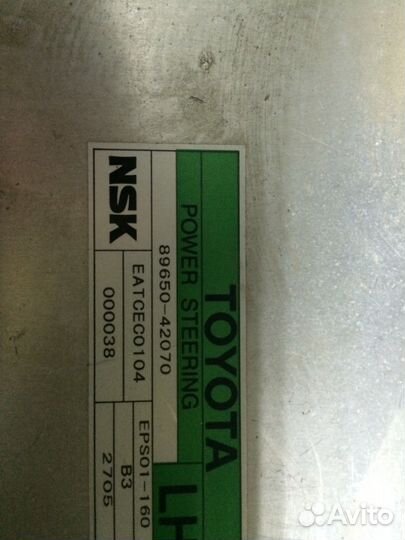 TOYOTA
POWER STEERING
LH
89650-42070
NSK
EATCEC0104
EPS01-160
B3
000038
2705
Avito